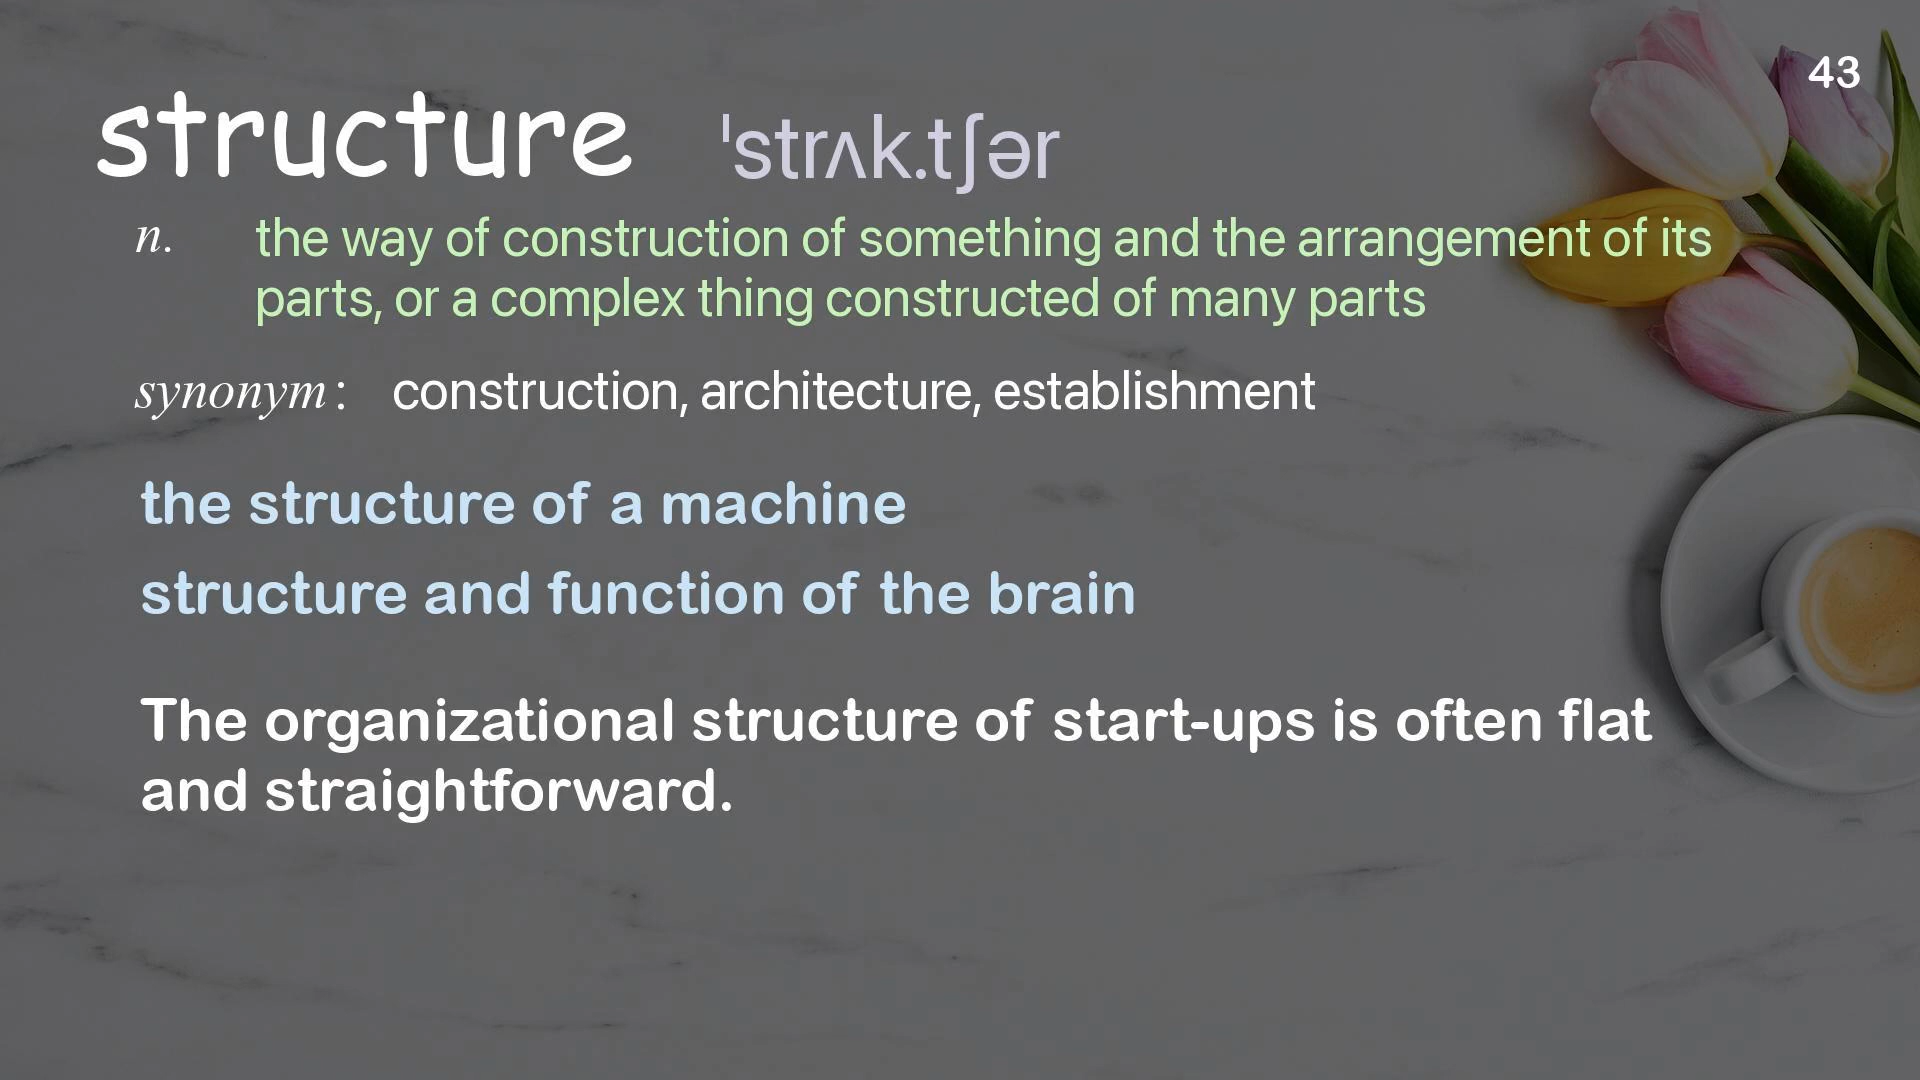 43
structure ˈstrʌk.tʃər
n. the way of construction of something and the arrangement of its
parts, or a complex thing constructed of many parts
synonym: construction, architecture, establishment
the structure of a machine
structure and function of the brain
The organizational structure of start-ups is often flat
and straightforward.